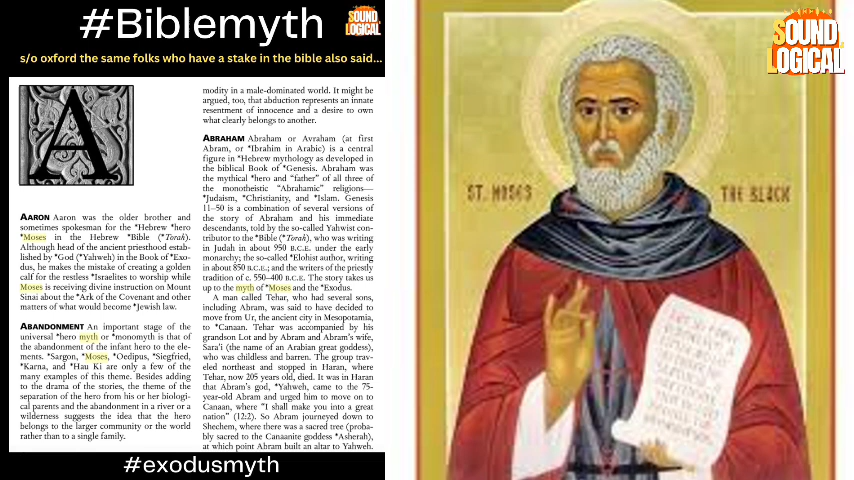 #Biblemyth
SOUND
LOGICAL
s/o oxford the same folks who have a stake in the bible also said...
A
AARON Aaron was the older brother and
sometimes spokesman for the *Hebrew *hero
*Moses in the Hebrew *Bible (*Torah).
Although head of the ancient priesthood estab-
lished by *God (*Yahweh) in the Book of *Exo-
dus, he makes the mistake of creating a golden
calf for the restless *Israelites to worship while
Moses is receiving divine instruction on Mount
Sinai about the *Ark of the Covenant and other
matters of what would become *Jewish law.
ABANDONMENT An important stage of the
universal *hero myth or *monomyth is that of
the abandonment of the infant hero to the ele-
ments. *Sargon, *Moses, *Oedipus, *Siegfried,
*Karna, and *Hau Ki are only a few of the
many examples of this theme. Besides adding
to the drama of the stories, the theme of the
separation of the hero from his or her biologi-
cal parents and the abandonment in a river or a
wilderness suggests the idea that the hero
belongs to the larger community or the world
rather than to a single family.
modity in a male-dominated world. It might be
argued, too, that abduction represents an innate
resentment of innocence and a desire to own
what clearly belongs to another.
ABRAHAM Abraham or Avraham (at first
Abram, or *Ibrahim in Arabic) is a central
figure in *Hebrew mythology as developed in
the biblical Book of *Genesis. Abraham was
the mythical *hero and "father" of all three of
the monotheistic "Abrahamic" religions—
*Judaism, *Christianity, and *Islam. Genesis
11–50 is a combination of several versions of
the story of Abraham and his immediate
descendants, told by the so-called Yahwist con-
tributor to the *Bible (*Torah), who was writing
in Judah in about 950 B.C.E. under the early
monarchy; the so-called *Elohist author, writing
in about 850 B.C.E.; and the writers of the priestly
tradition of c. 550–400 B.C.E. The story takes us
up to the myth of *Moses and the *Exodus.
A man called Tehar, who had several sons,
including Abram, was said to have decided to
move from Ur, the ancient city in Mesopotamia,
to *Canaan. Tehar was accompanied by his
grandson Lot and by Abram and Abram's wife,
Sara'i (the name of an Arabian great goddess),
who was childless and barren. The group trav-
eled northeast and stopped in Haran, where
Tehar, now 205 years old, died. It was in Haran
that Abram's god, *Yahweh, came to the 75-
year-old Abram and urged him to move on to
Canaan, where "I shall make you into a great
nation" (12:2). So Abram journeyed down to
Shechem, where there was a sacred tree (proba-
bly sacred to the Canaanite goddess *Asherah),
at which point Abram built an altar to Yahweh.
#exodusmyth
SOUND
LOGICAL
ST. MOSES THE BLACK